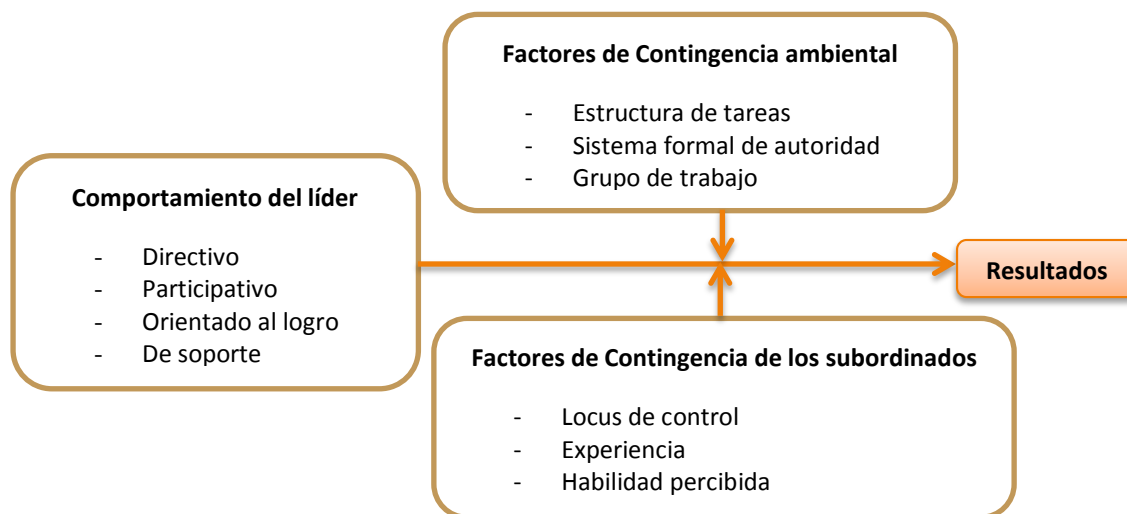 Factores de Contingencia ambiental
- Estructura de tareas
- Sistema formal de autoridad
- Grupo de trabajo
Comportamiento del líder
- Directivo
- Participativo
- Orientado al logro
- De soporte
Resultados
Factores de Contingencia de los subordinados
- Locus de control
- Experiencia
- Habilidad percibida